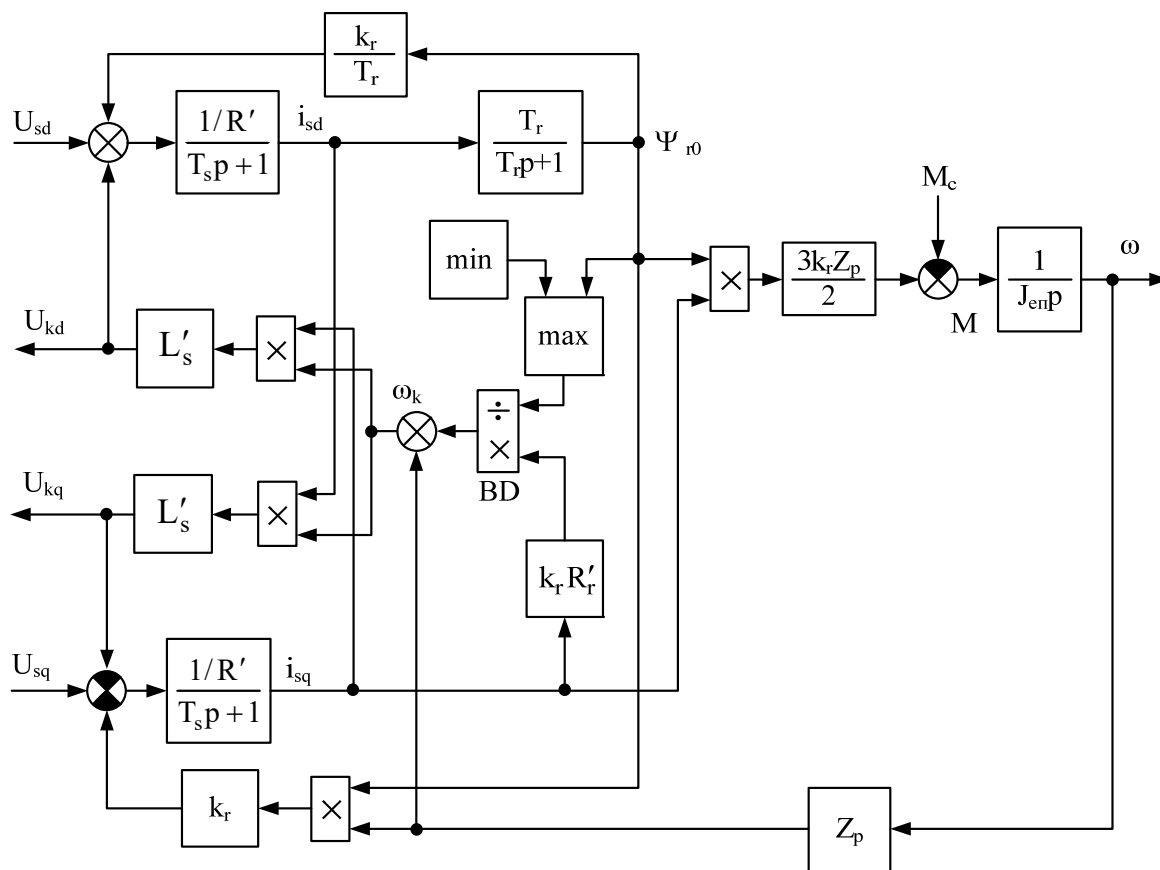 k_r
T_r
U_sd
1/R′
T_s p + 1
i_sd
T_r
T_r p+1
Ψ_r0
M_c
min
3k_r Z_p
2
1
J_еп p
ω
×
M
max
U_kd
L′_s
×
ω_k
÷
×
BD
U_kq
L′_s
×
k_r R′_r
U_sq
1/R′
T_s p + 1
i_sq
k_r
×
Z_p